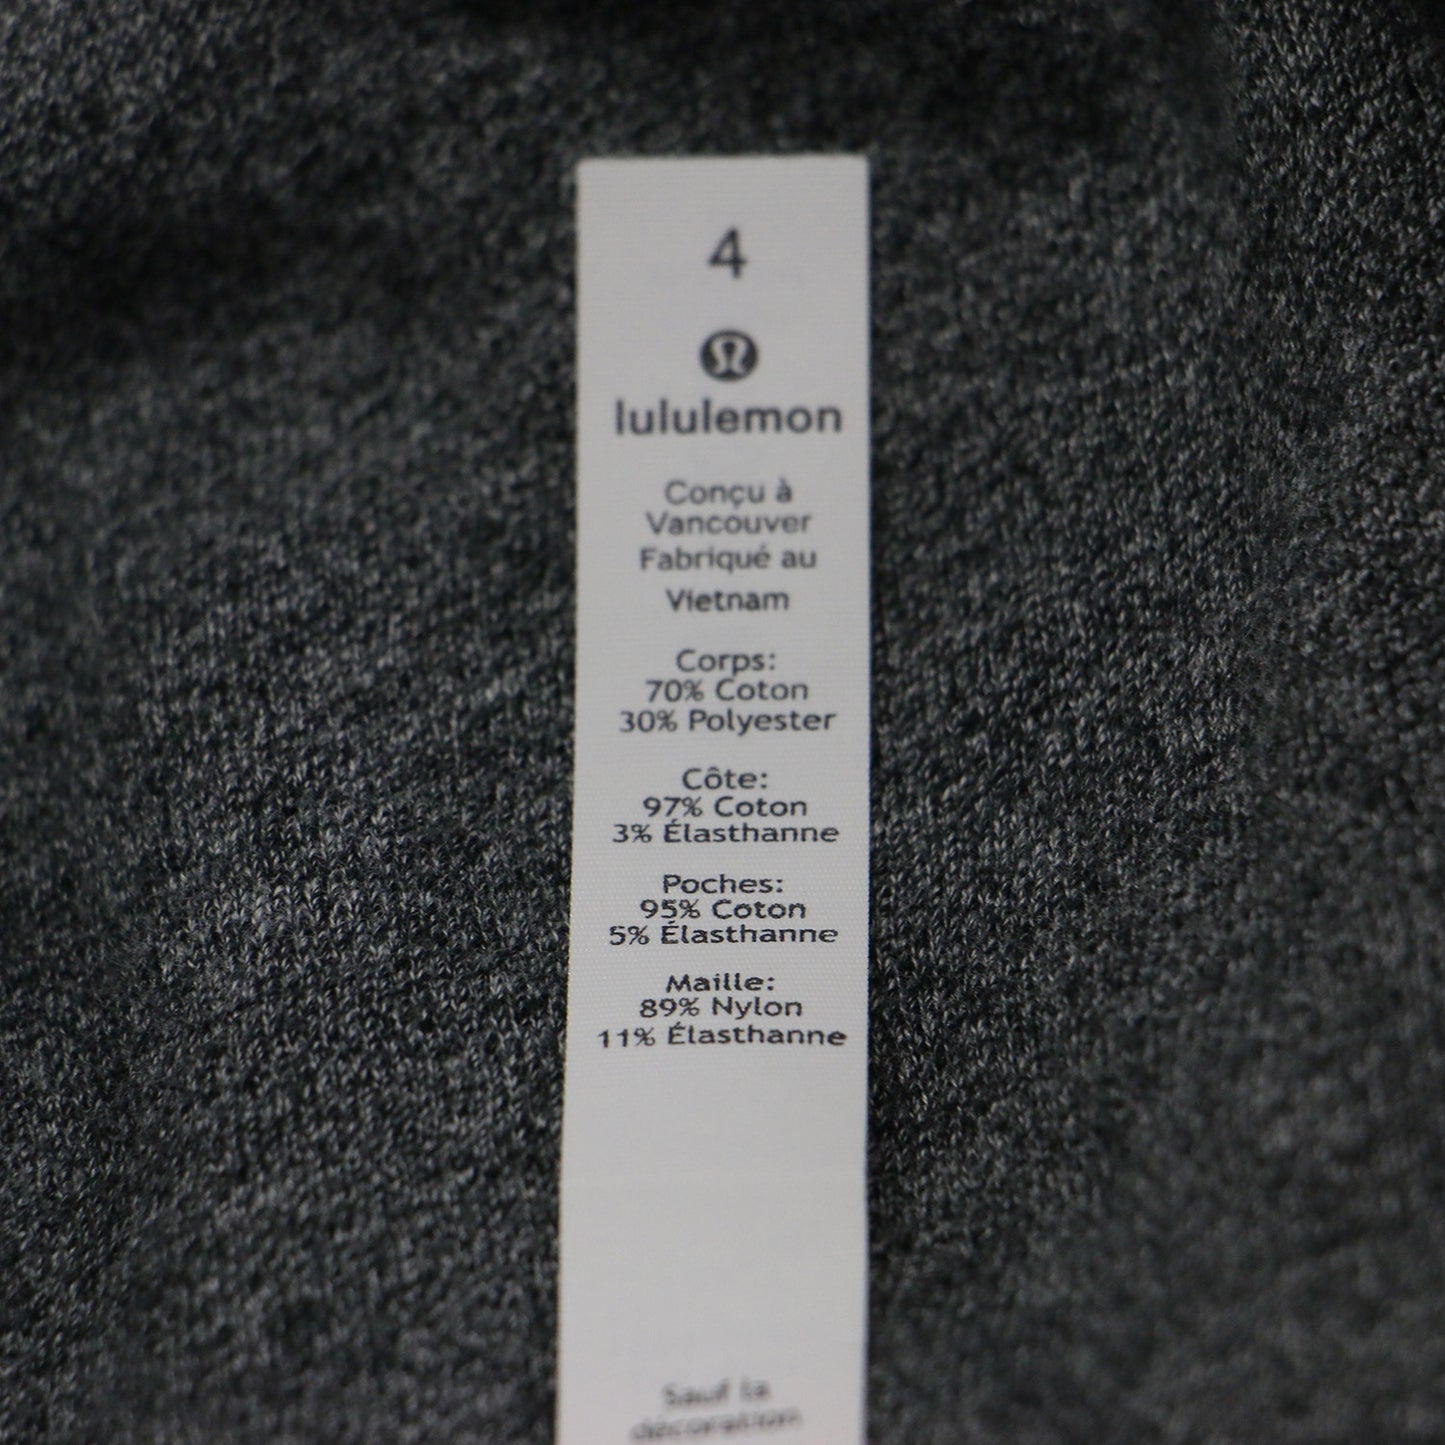 4
lululemon
Conçu à
Vancouver
Fabriqué au
Vietnam
Corps:
70% Coton
30% Polyester
Côte:
97% Coton
3% Élasthanne
Poches:
95% Coton
5% Élasthanne
Maille:
89% Nylon
11% Élasthanne
Sauf la
décoration